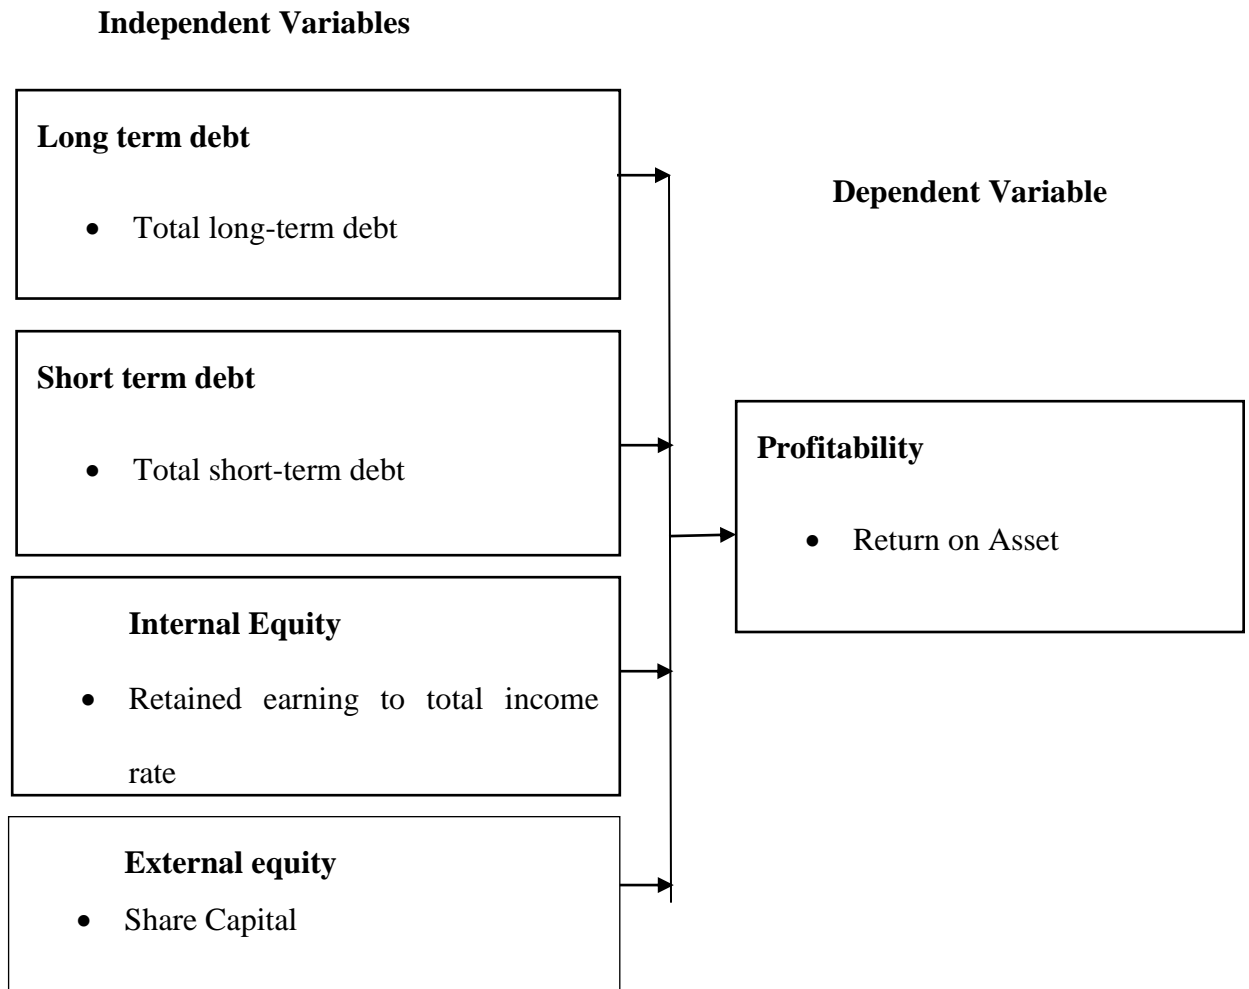 Independent Variables
Long term debt
• Total long-term debt
Dependent Variable
Short term debt
• Total short-term debt
Profitability
• Return on Asset
Internal Equity
• Retained earning to total income
rate
External equity
• Share Capital